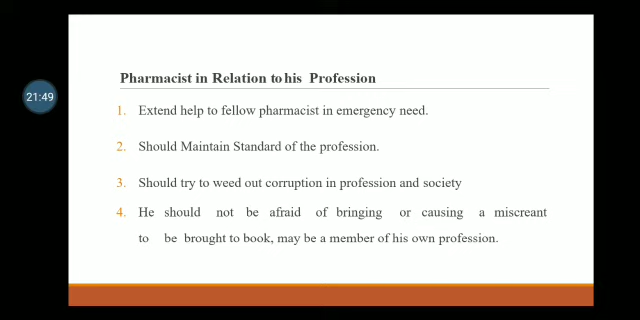 Pharmacist in Relation to his Profession
21:49
1. Extend help to fellow pharmacist in emergency need.
2. Should Maintain Standard of the profession.
3. Should try to weed out corruption in profession and society
4. He should not be afraid of bringing or causing a miscreant
to be brought to book, may be a member of his own profession.